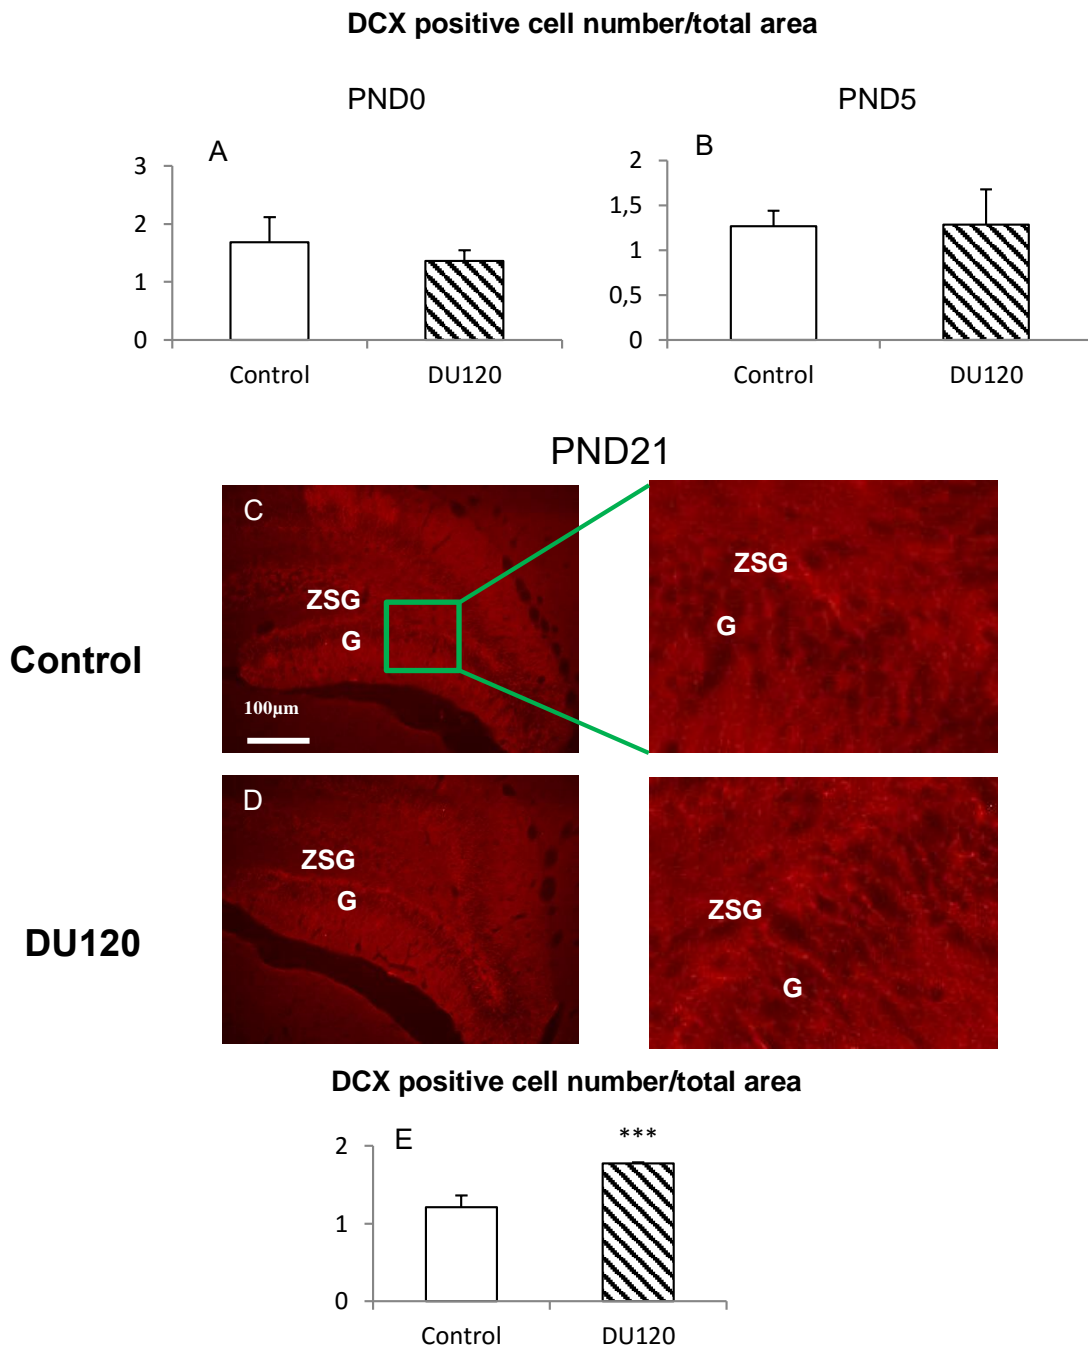 DCX positive cell number/total area
PND0
PND5
A
3
2
1
0
Control
DU120
B
2
1,5
1
0,5
0
Control
DU120
PND21
Control
C
ZSG
G
100µm
ZSG
G
DU120
D
ZSG
G
ZSG
G
DCX positive cell number/total area
E
***
2
1
0
Control
DU120